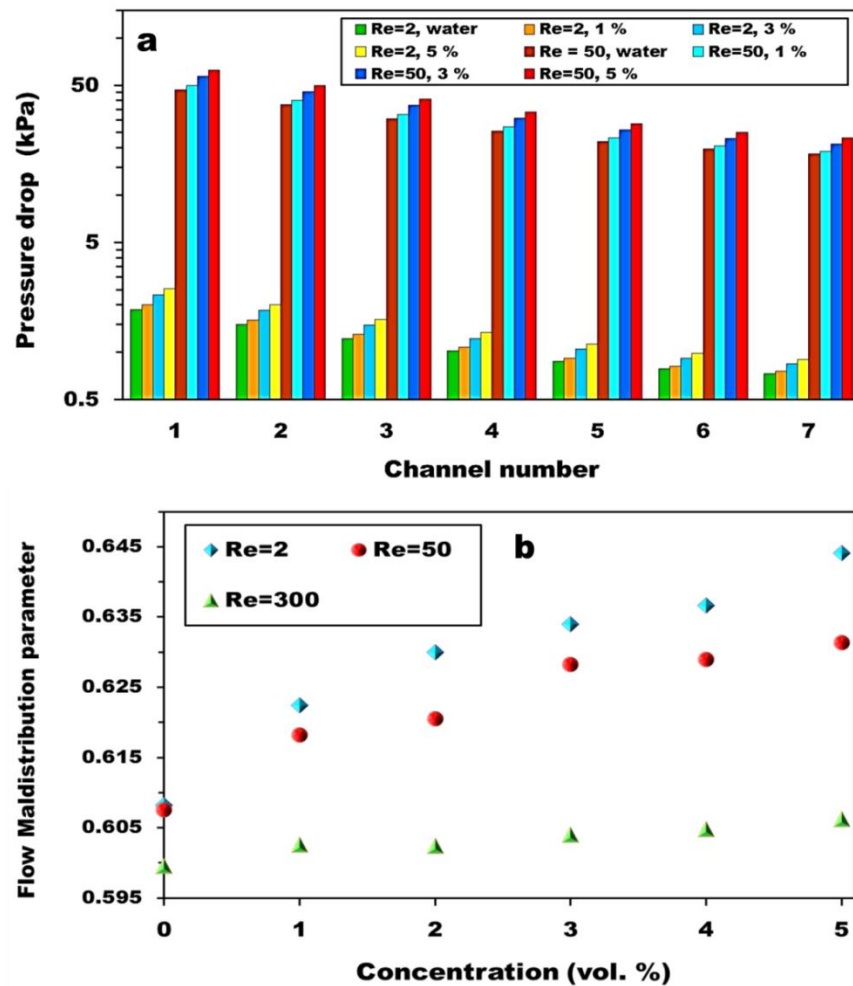 a
Re=2, water Re=2, 1 % Re=2, 3 %
Re=2, 5 % Re = 50, water Re=50, 1 %
Re=50, 3 % Re=50, 5 %
Pressure drop (kPa)
50
5
0.5
1 2 3 4 5 6 7
Channel number
b
Re=2 Re=50
Re=300
Flow Maldistribution parameter
0.645
0.635
0.625
0.615
0.605
0.595
0 1 2 3 4 5
Concentration (vol. %)